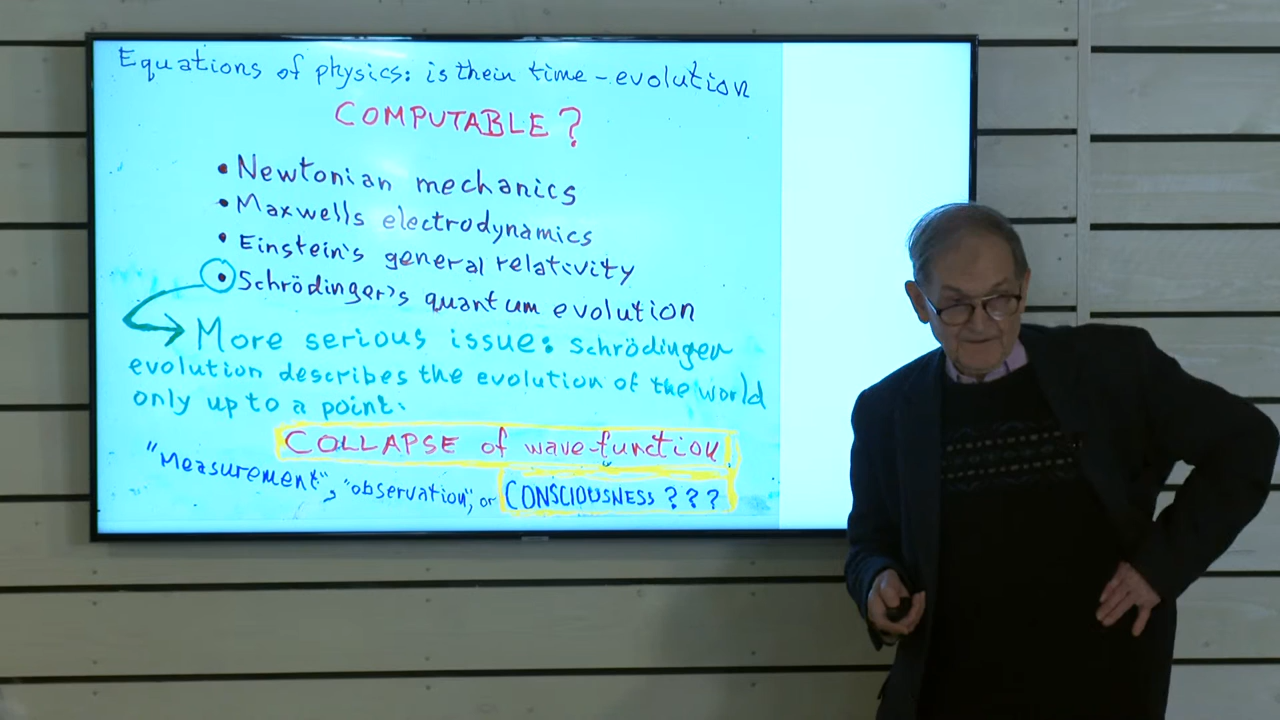 Equations of physics: is their time-evolution
COMPUTABLE?
• Newtonian mechanics
• Maxwells electrodynamics
• Einstein's general relativity
• Schrödinger's quantum evolution
More serious issue: Schrödinger
evolution describes the evolution of the world
only up to a point.
COLLAPSE of wave-function!
"Measurement", "observation", or CONSCIOUSNESS???